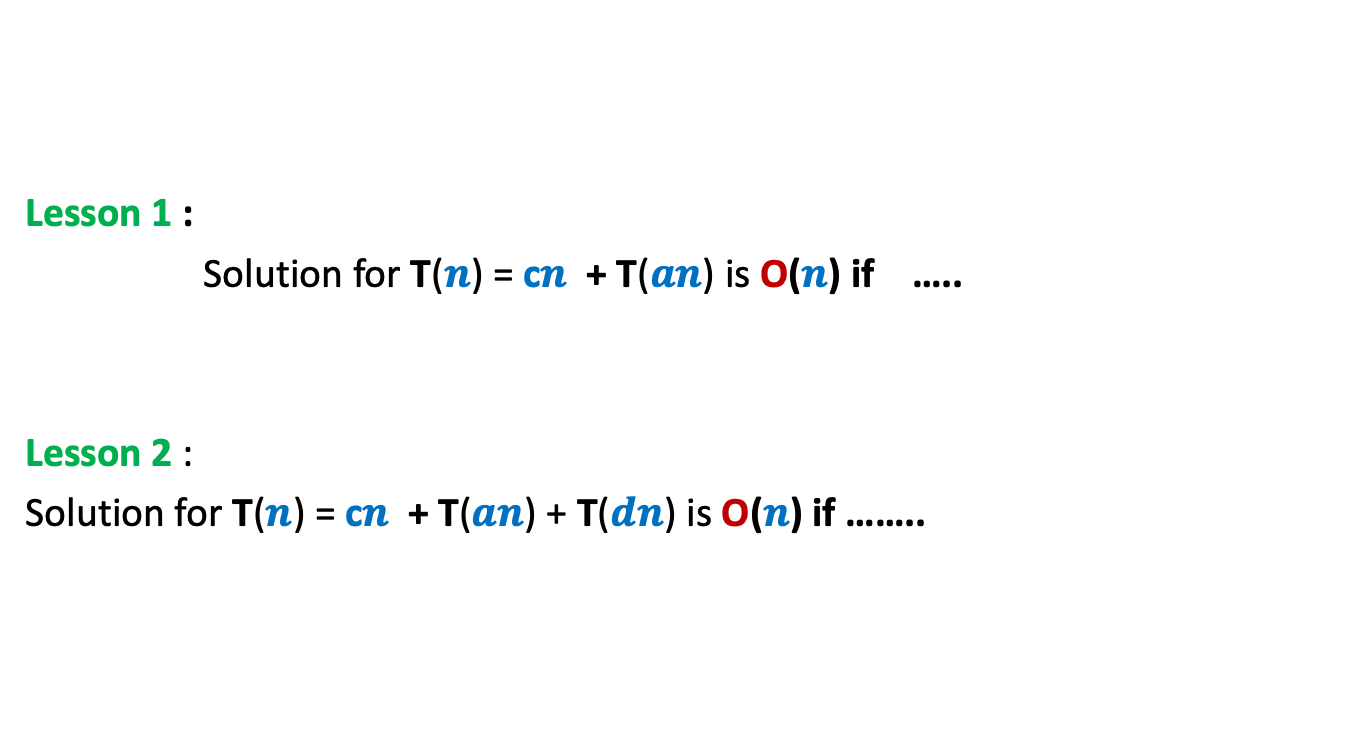 Lesson 1 :
Solution for T(n) = cn + T(an) is O(n) if .....
Lesson 2 :
Solution for T(n) = cn + T(an) + T(dn) is O(n) if ........